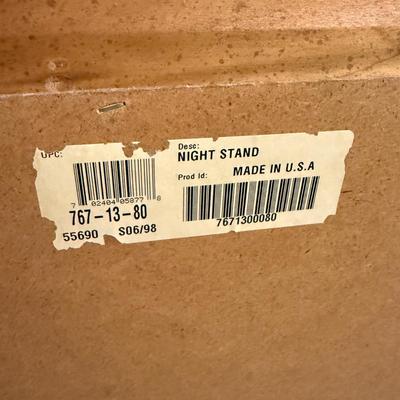 UPC:
7 02404 05877 8
767-13-80
55690 S06/98
Desc:
NIGHT STAND
Prod Id: MADE IN U.S.A
7671300080